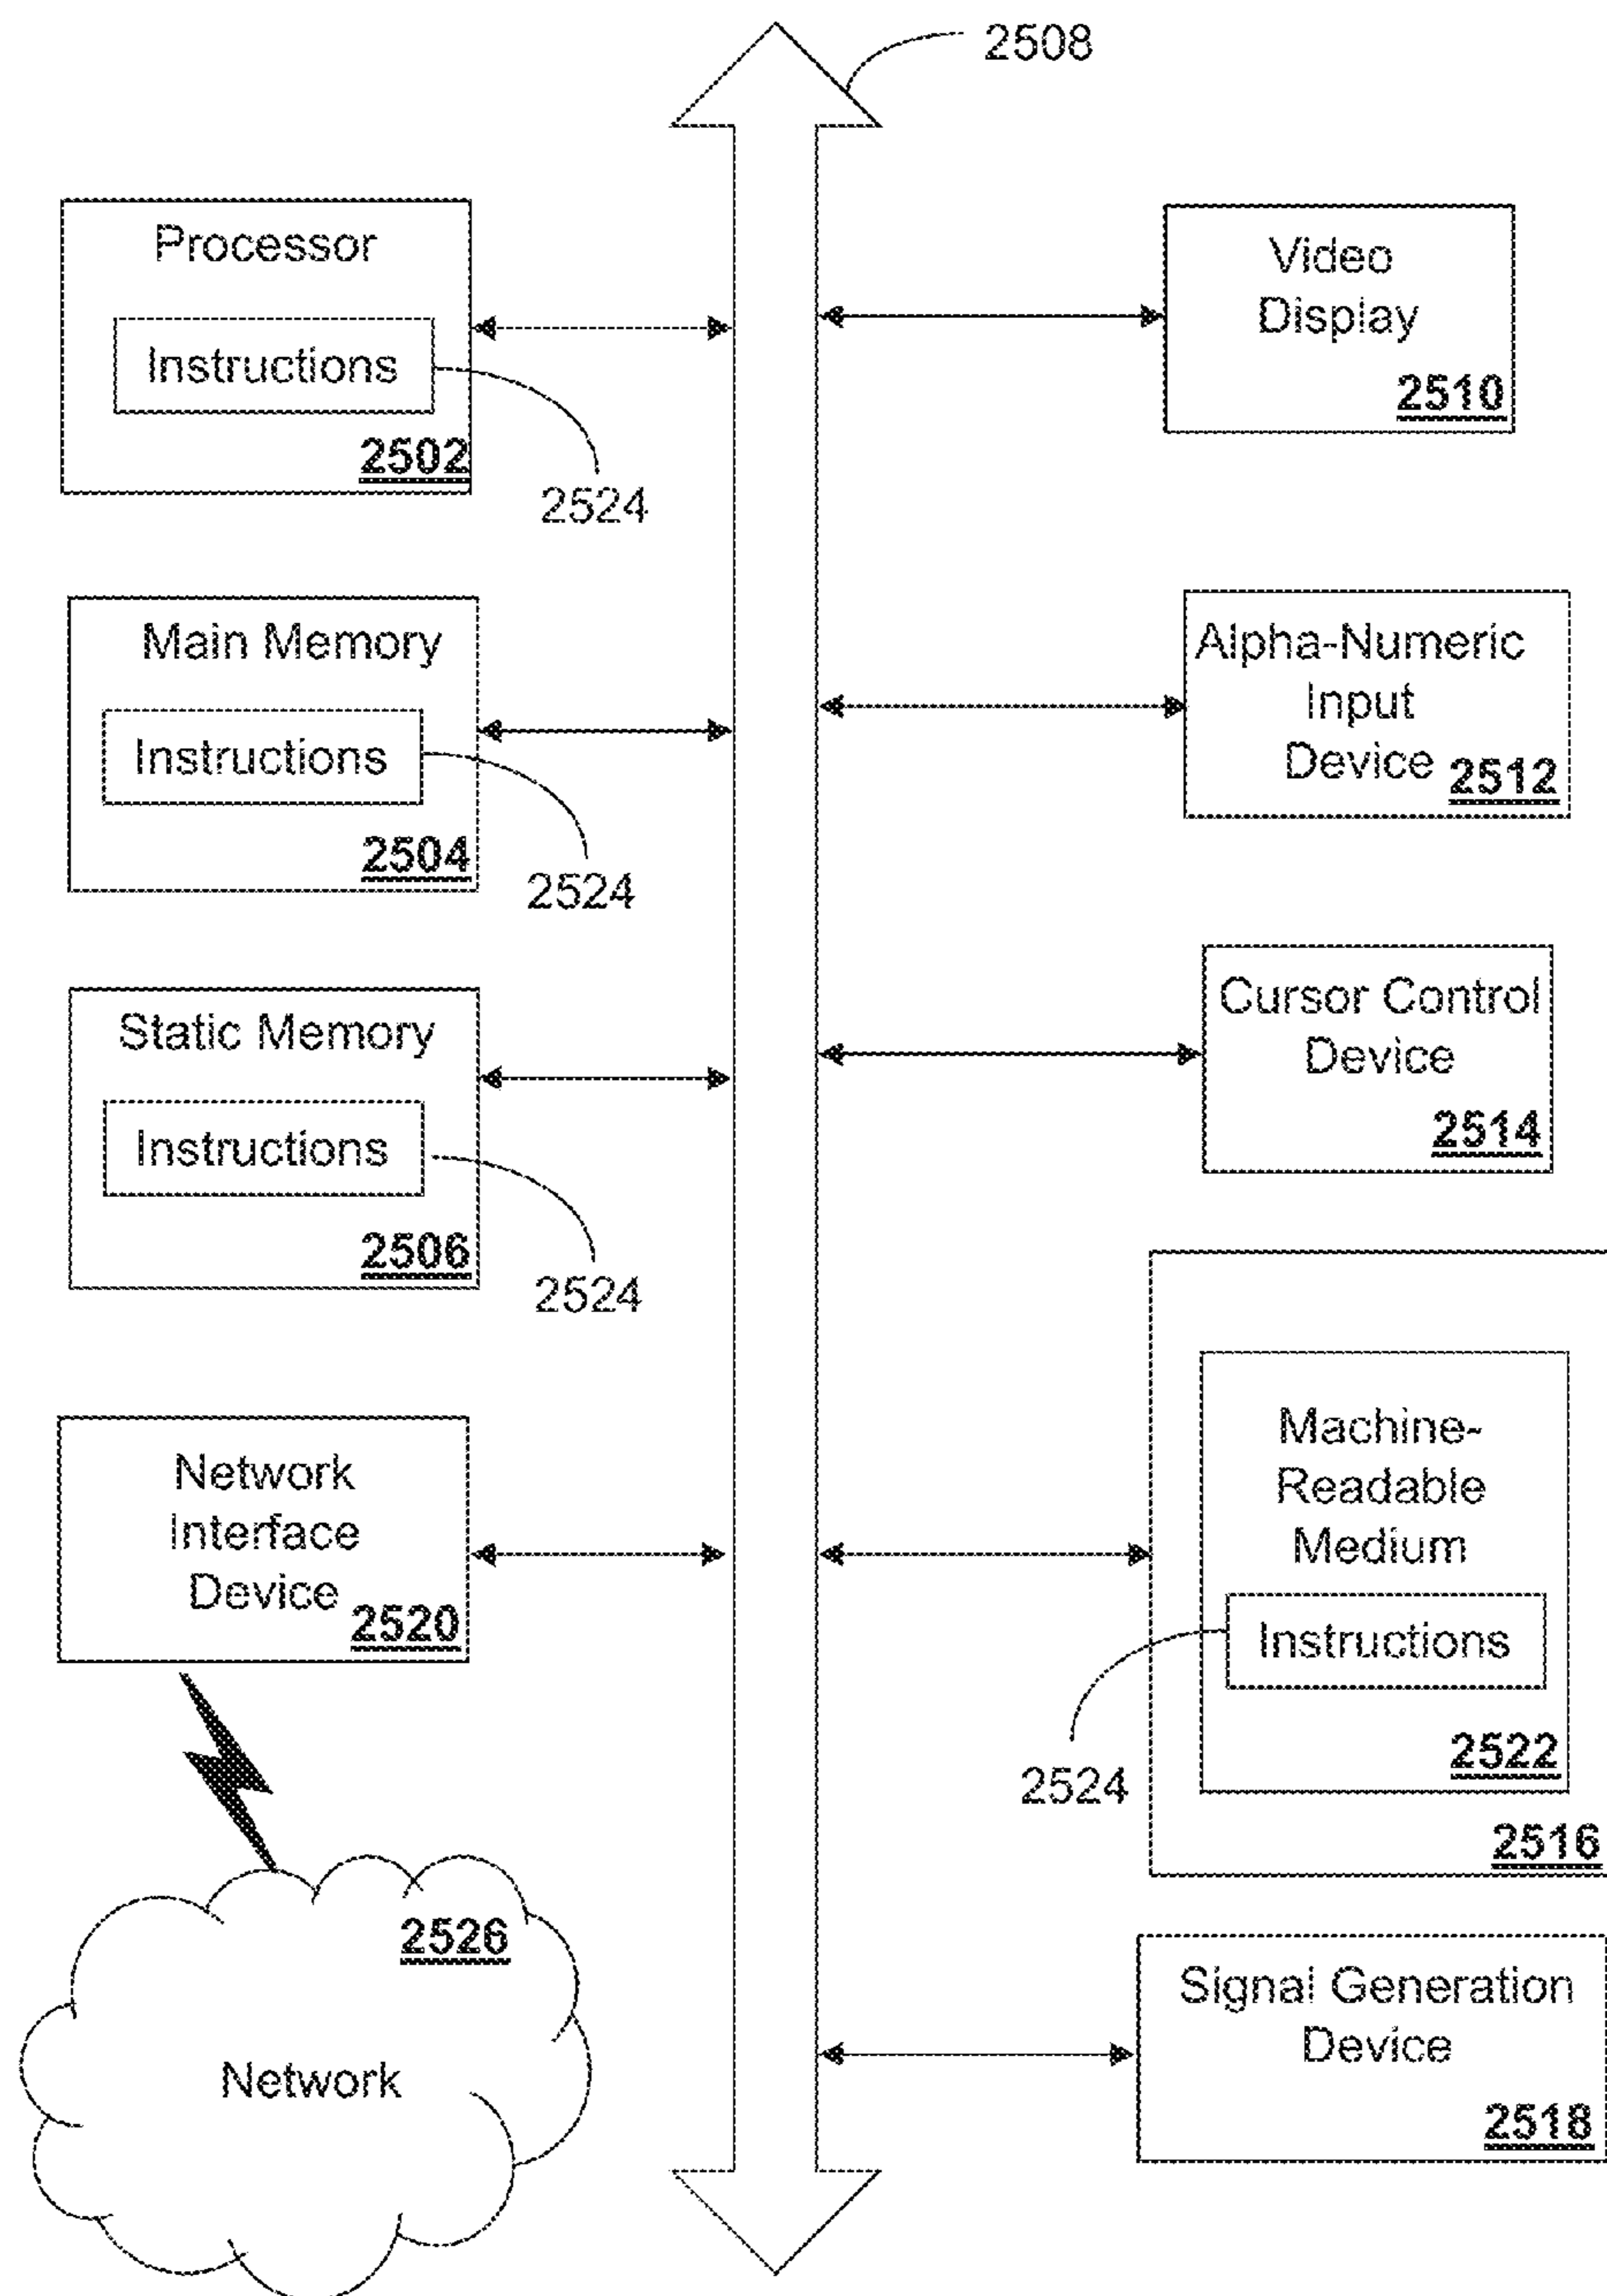 2508
Processor
Instructions
2502
2524
Main Memory
Instructions
2504
2524
Static Memory
Instructions
2506
2524
Network
Interface
Device
2520
2526
Network
Video
Display
2510
Alpha-Numeric
Input
Device 2512
Cursor Control
Device
2514
Machine-
Readable
Medium
Instructions
2522
2524
2516
Signal Generation
Device
2518